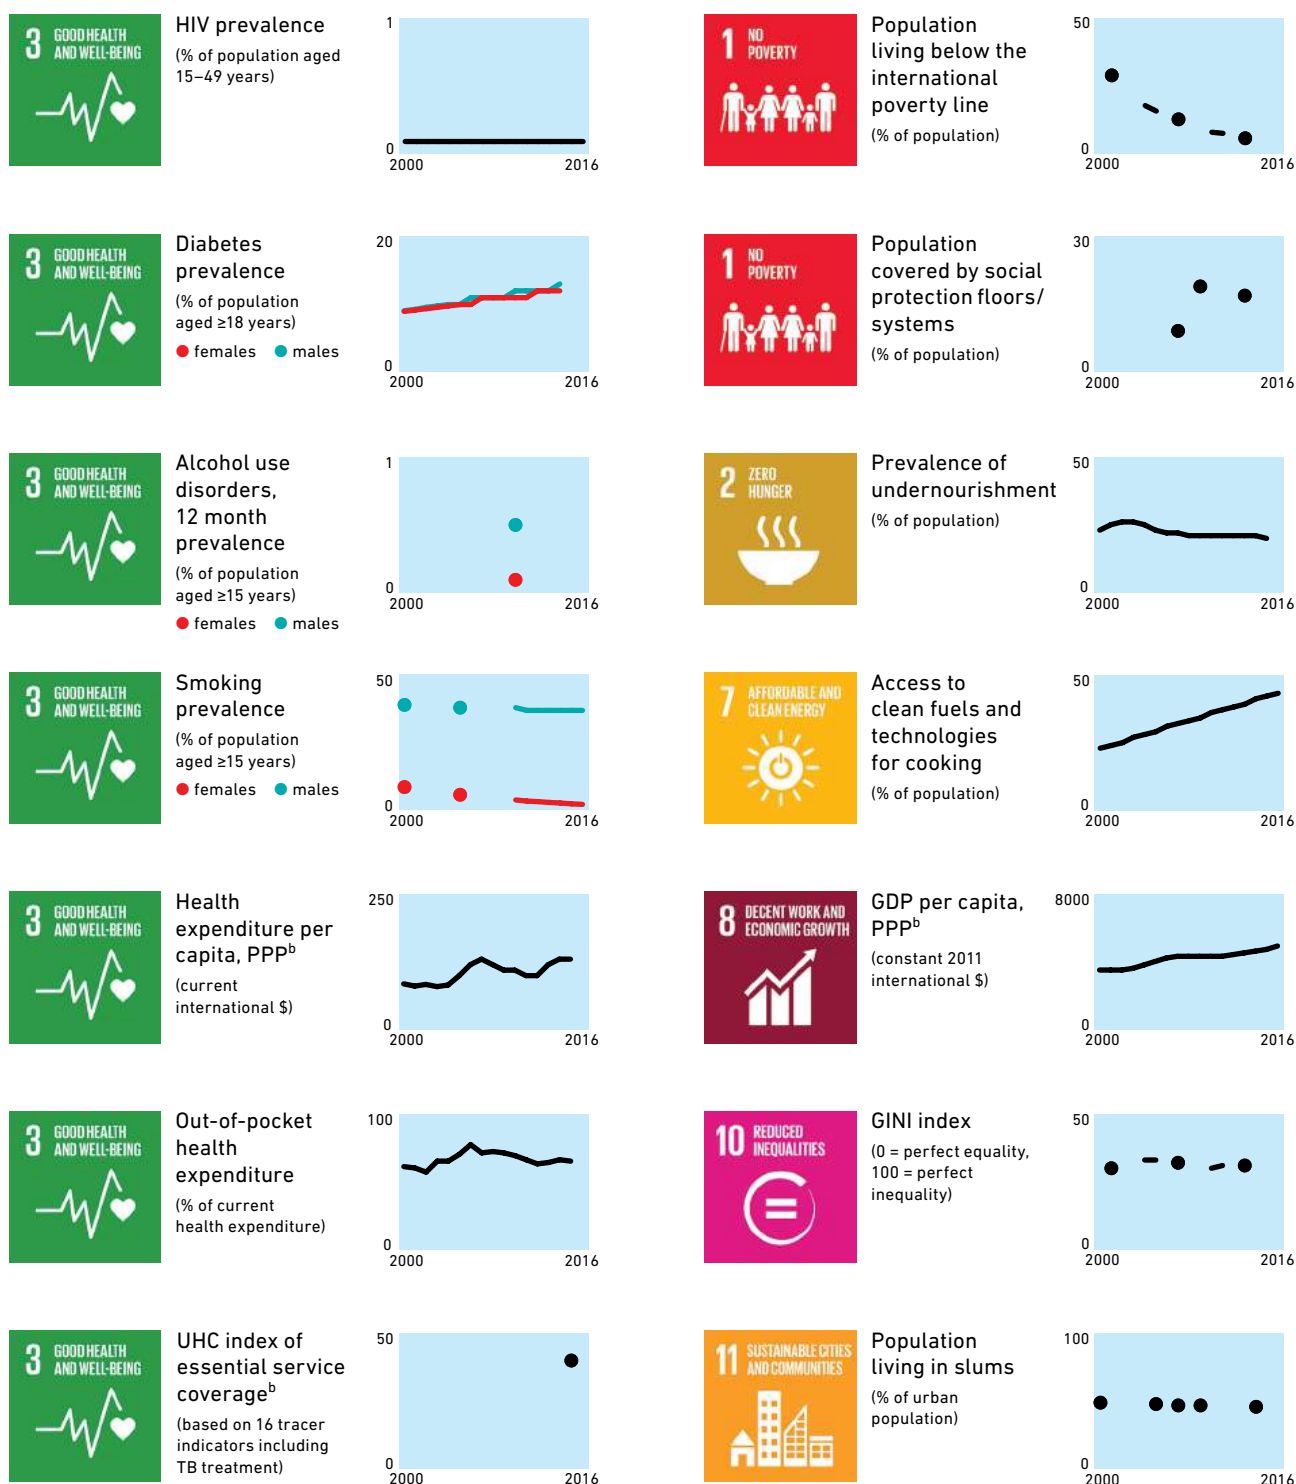 3 GOOD HEALTH
AND WELL-BEING
HIV prevalence
(% of population aged
15–49 years)
1
0
2000 2016
3 GOOD HEALTH
AND WELL-BEING
Diabetes
prevalence
(% of population
aged ≥18 years)
females males
20
0
2000 2016
3 GOOD HEALTH
AND WELL-BEING
Alcohol use
disorders,
12 month
prevalence
(% of population
aged ≥15 years)
females males
1
0
2000 2016
3 GOOD HEALTH
AND WELL-BEING
Smoking
prevalence
(% of population
aged ≥15 years)
females males
50
0
2000 2016
3 GOOD HEALTH
AND WELL-BEING
Health
expenditure per
capita, PPPᵇ
(current
international $)
250
0
2000 2016
3 GOOD HEALTH
AND WELL-BEING
Out-of-pocket
health
expenditure
(% of current
health expenditure)
100
0
2000 2016
3 GOOD HEALTH
AND WELL-BEING
UHC index of
essential service
coverageᵇ
(based on 16 tracer
indicators including
TB treatment)
50
0
2000 2016
1 NO
POVERTY
Population
living below the
international
poverty line
(% of population)
50
0
2000 2016
1 NO
POVERTY
Population
covered by social
protection floors/
systems
(% of population)
30
0
2000 2016
2 ZERO
HUNGER
Prevalence of
undernourishment
(% of population)
50
0
2000 2016
7 AFFORDABLE AND
CLEAN ENERGY
Access to
clean fuels and
technologies
for cooking
(% of population)
50
0
2000 2016
8 DECENT WORK AND
ECONOMIC GROWTH
GDP per capita,
PPPᵇ
(constant 2011
international $)
8000
0
2000 2016
10 REDUCED
INEQUALITIES
GINI index
(0 = perfect equality,
100 = perfect
inequality)
50
0
2000 2016
11 SUSTAINABLE CITIES
AND COMMUNITIES
Population
living in slums
(% of urban
population)
100
0
2000 2016